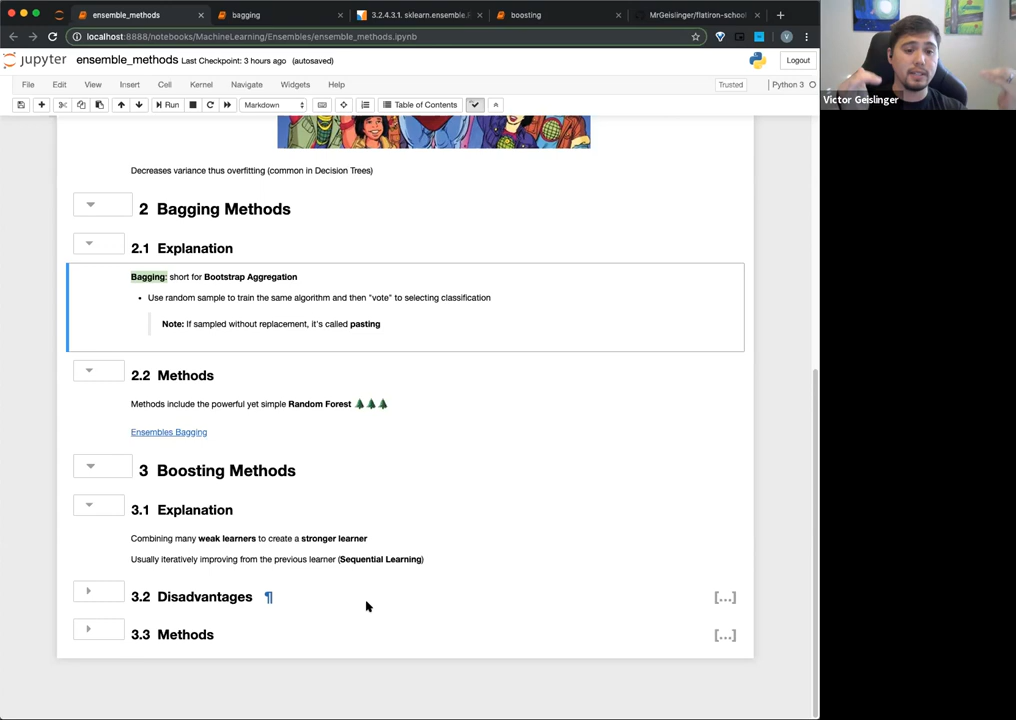 ensemble_methods
bagging
3.2.4.3.1. sklearn.ensemble.
boosting
MrGeislinger/flatiron-school
localhost:8888/notebooks/MachineLearning/Ensembles/ensemble_methods.ipynb
V
jupyter ensemble_methods Last Checkpoint: 3 hours ago (autosaved)
Logout
File Edit View Insert Cell Kernel Navigate Widgets Help
Trusted
Python 3
Run
Markdown
Table of Contents
Victor Geislinger
Decreases variance thus overfitting (common in Decision Trees)
2 Bagging Methods
2.1 Explanation
Bagging: short for Bootstrap Aggregation
• Use random sample to train the same algorithm and then "vote" to selecting classification
Note: If sampled without replacement, it's called pasting
2.2 Methods
Methods include the powerful yet simple Random Forest 🌲🌲🌲
Ensembles Bagging
3 Boosting Methods
3.1 Explanation
Combining many weak learners to create a stronger learner
Usually iteratively improving from the previous learner (Sequential Learning)
3.2 Disadvantages ¶
[...]
3.3 Methods
[...]